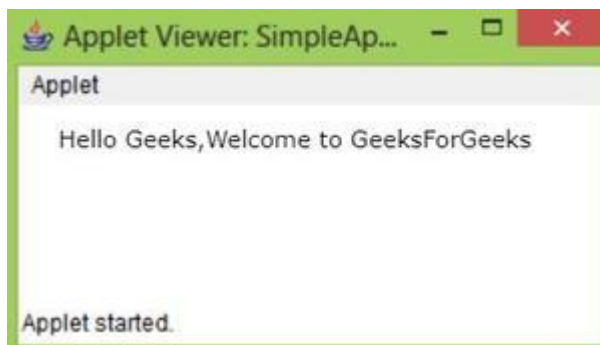 Applet Viewer: SimpleAp...
Applet
Hello Geeks,Welcome to GeeksForGeeks
Applet started.